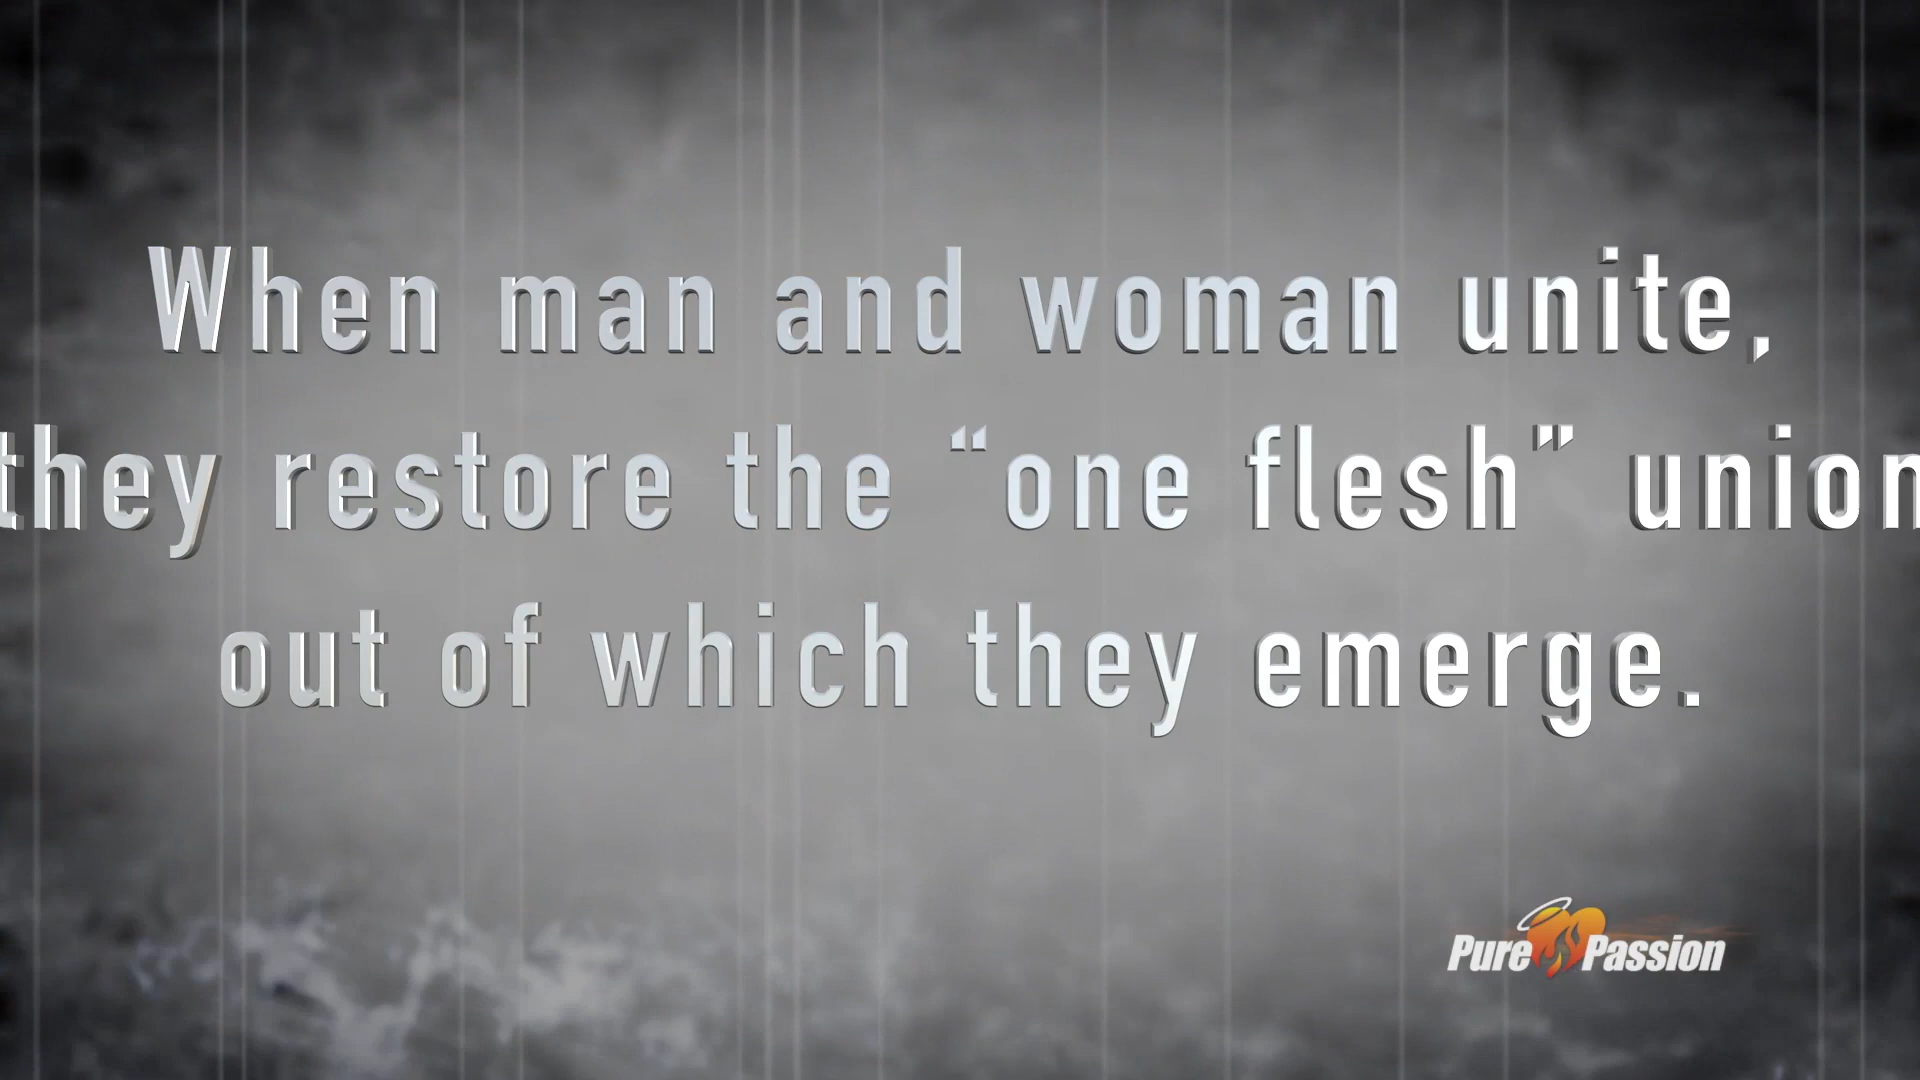 When man and woman unite,
they restore the “one flesh” union
out of which they emerge.
Pure Passion